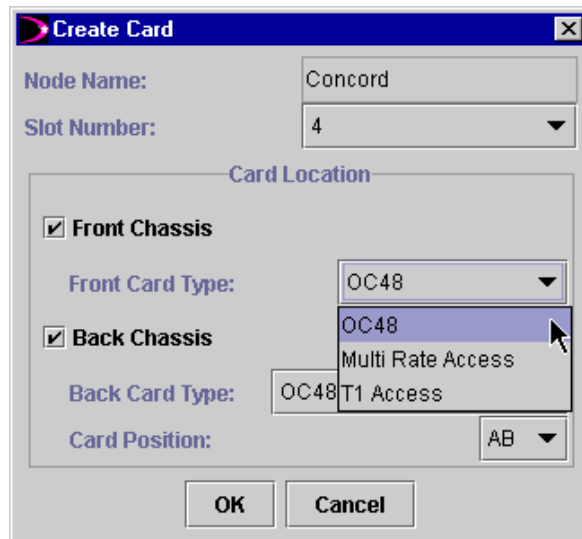 Create Card
Node Name: Concord
Slot Number: 4
Card Location
Front Chassis
Front Card Type: OC48
OC48
Back Chassis
Multi Rate Access
Back Card Type: OC48 T1 Access
Card Position: AB
OK Cancel